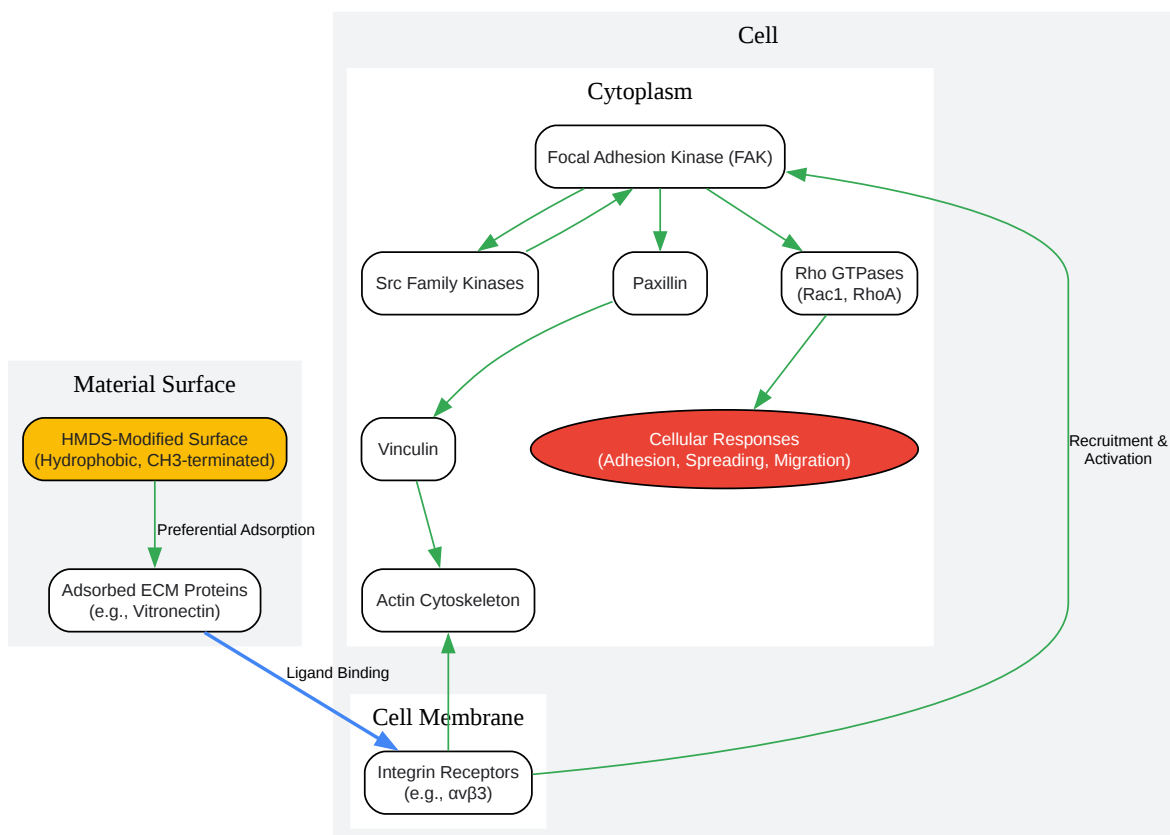 Cell
Cytoplasm
Focal Adhesion Kinase (FAK)
Src Family Kinases
Paxillin
Rho GTPases
(Rac1, RhoA)
Material Surface
HMDS-Modified Surface
(Hydrophobic, CH3-terminated)
Vinculin
Cellular Responses
(Adhesion, Spreading, Migration)
Recruitment &
Activation
Preferential Adsorption
Adsorbed ECM Proteins
(e.g., Vitronectin)
Actin Cytoskeleton
Ligand Binding
Cell Membrane
Integrin Receptors
(e.g., αvβ3)